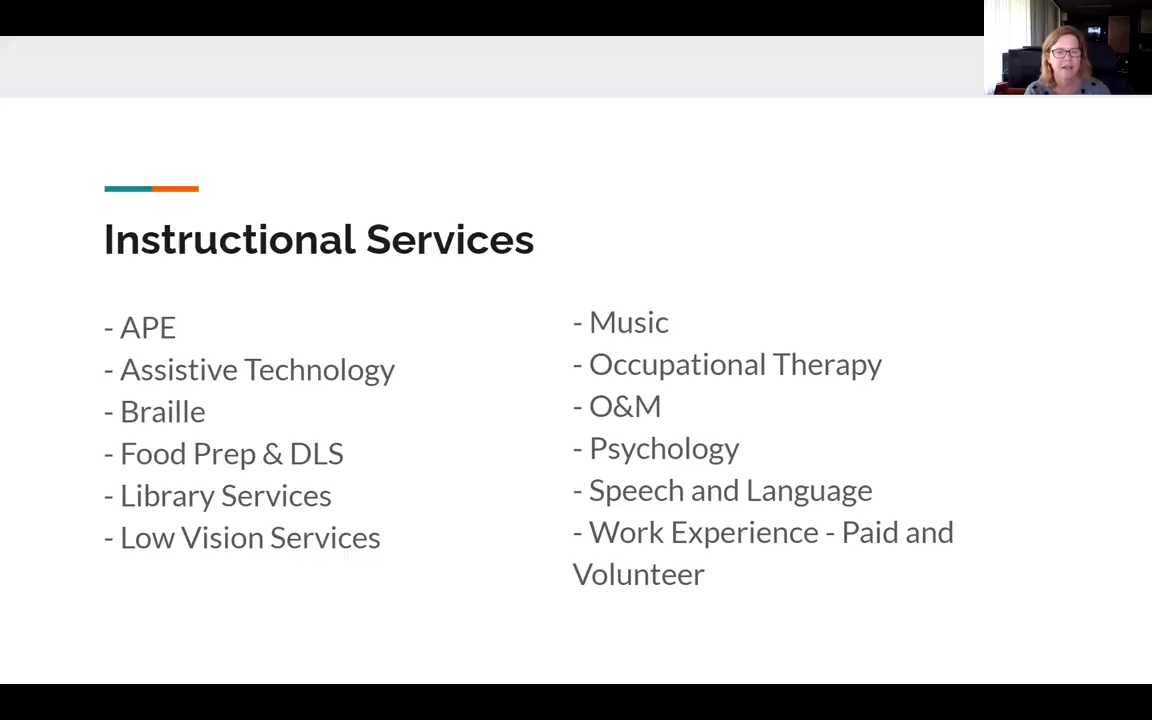 Instructional Services
- APE
- Assistive Technology
- Braille
- Food Prep & DLS
- Library Services
- Low Vision Services
- Music
- Occupational Therapy
- O&M
- Psychology
- Speech and Language
- Work Experience - Paid and
Volunteer